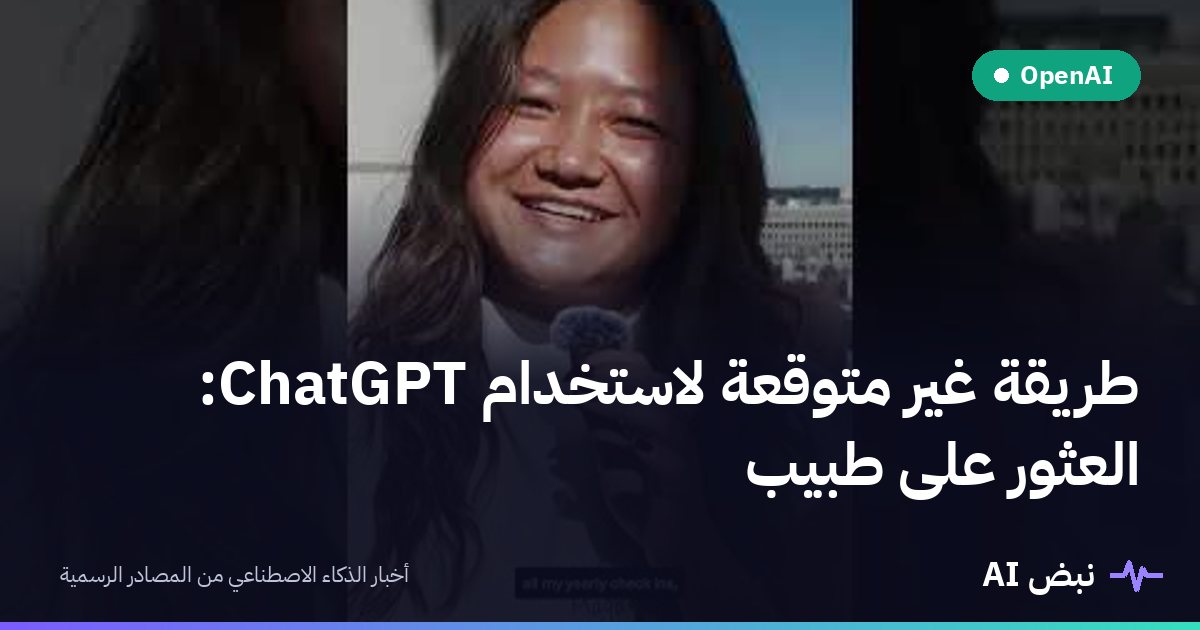 OpenAI
طريقة غير متوقعة لاستخدام ChatGPT:
العثور على طبيب
all my yearly check ins,
نبض AI
أخبار الذكاء الاصطناعي من المصادر الرسمية